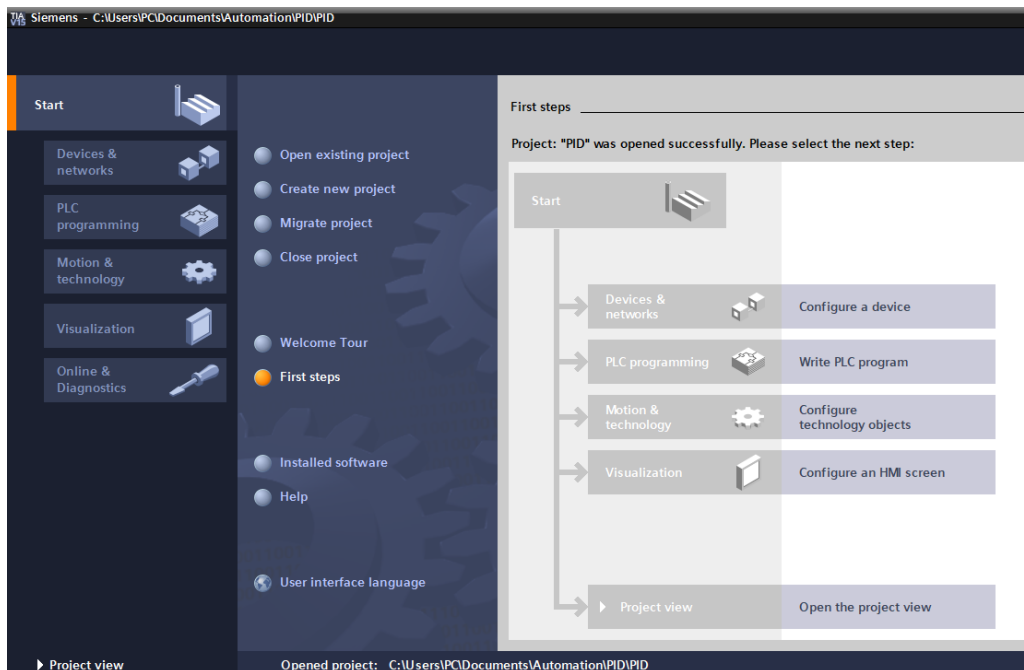 TIA
V15
Siemens - C:\Users\PC\Documents\Automation\PID\PID
Start
Devices &
networks
PLC
programming
Motion &
technology
Visualization
Online &
Diagnostics
Project view
Open existing project
Create new project
Migrate project
Close project
Welcome Tour
First steps
Installed software
Help
User interface language
First steps
Project: "PID" was opened successfully. Please select the next step:
Start
Devices &
networks
Configure a device
PLC programming
Write PLC program
Motion &
technology
Configure
technology objects
Visualization
Configure an HMI screen
Project view
Open the project view
Opened project: C:\Users\PC\Documents\Automation\PID\PID